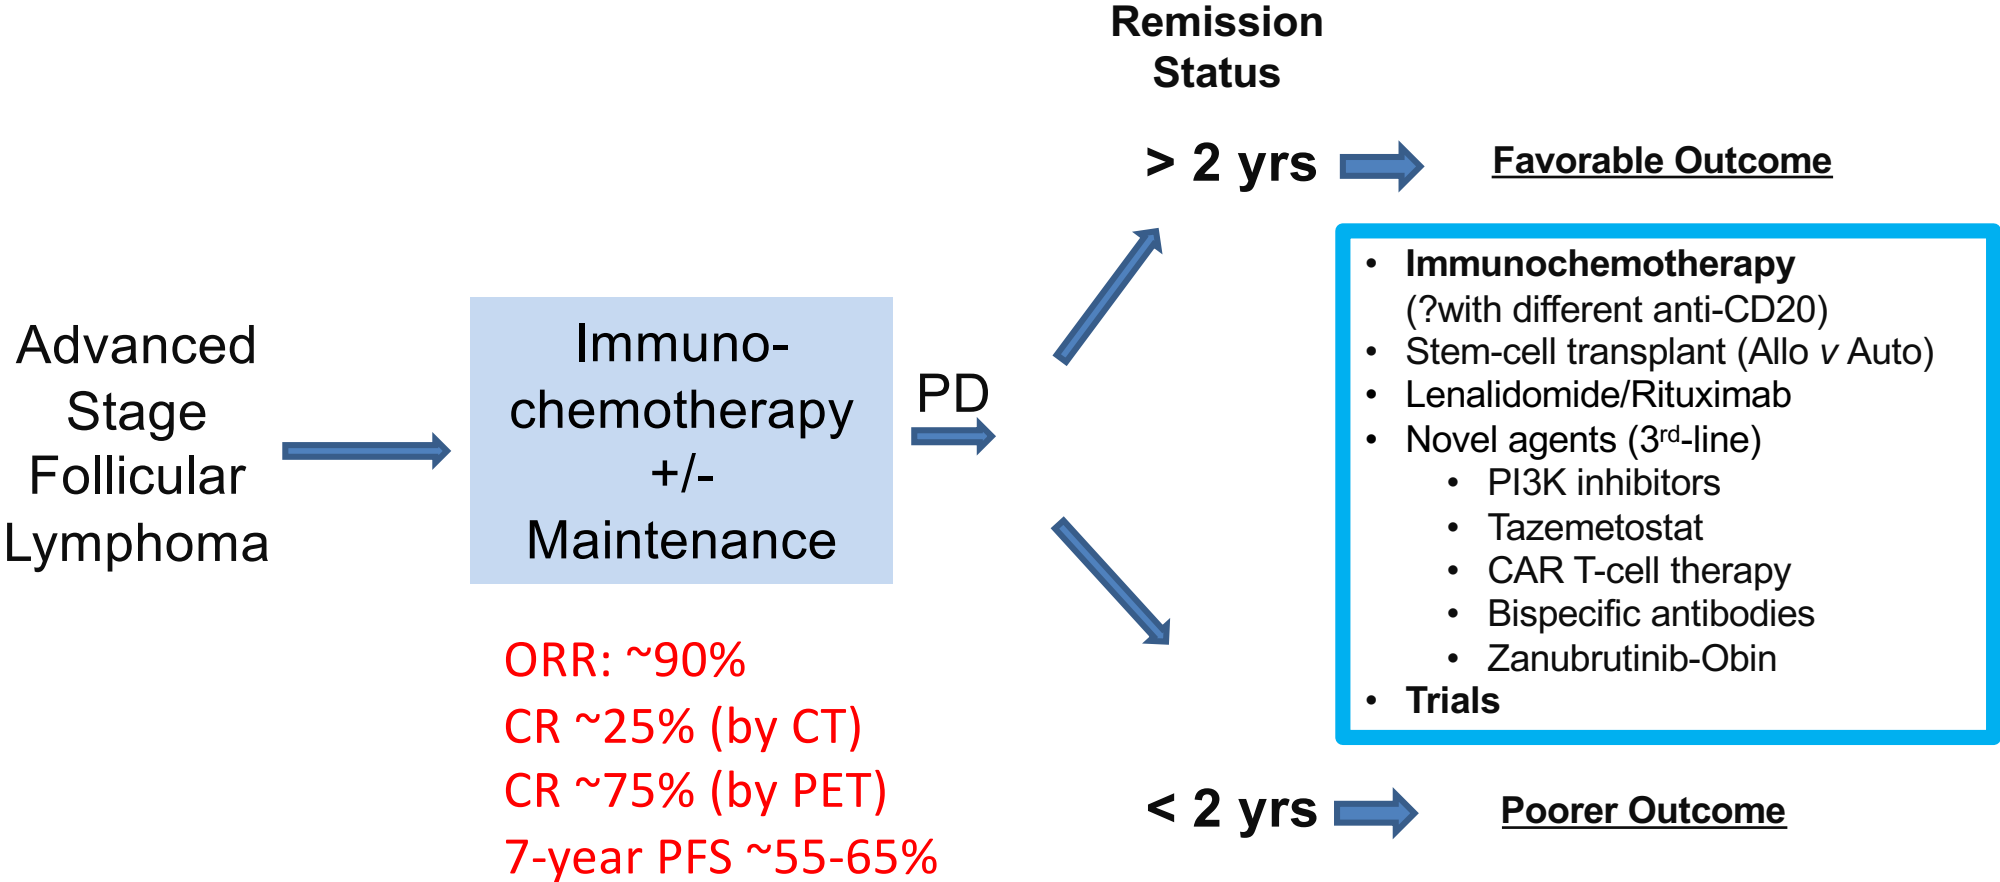 Remission
Status
> 2 yrs
Favorable Outcome
Advanced
Stage
Follicular
Lymphoma
Immuno-
chemotherapy
+/-
Maintenance
PD
• Immunochemotherapy
(?with different anti-CD20)
• Stem-cell transplant (Allo v Auto)
• Lenalidomide/Rituximab
• Novel agents (3rd-line)
• PI3K inhibitors
• Tazemetostat
• CAR T-cell therapy
• Bispecific antibodies
• Zanubrutinib-Obin
• Trials
ORR: ~90%
CR ~25% (by CT)
CR ~75% (by PET)
7-year PFS ~55-65%
< 2 yrs
Poorer Outcome